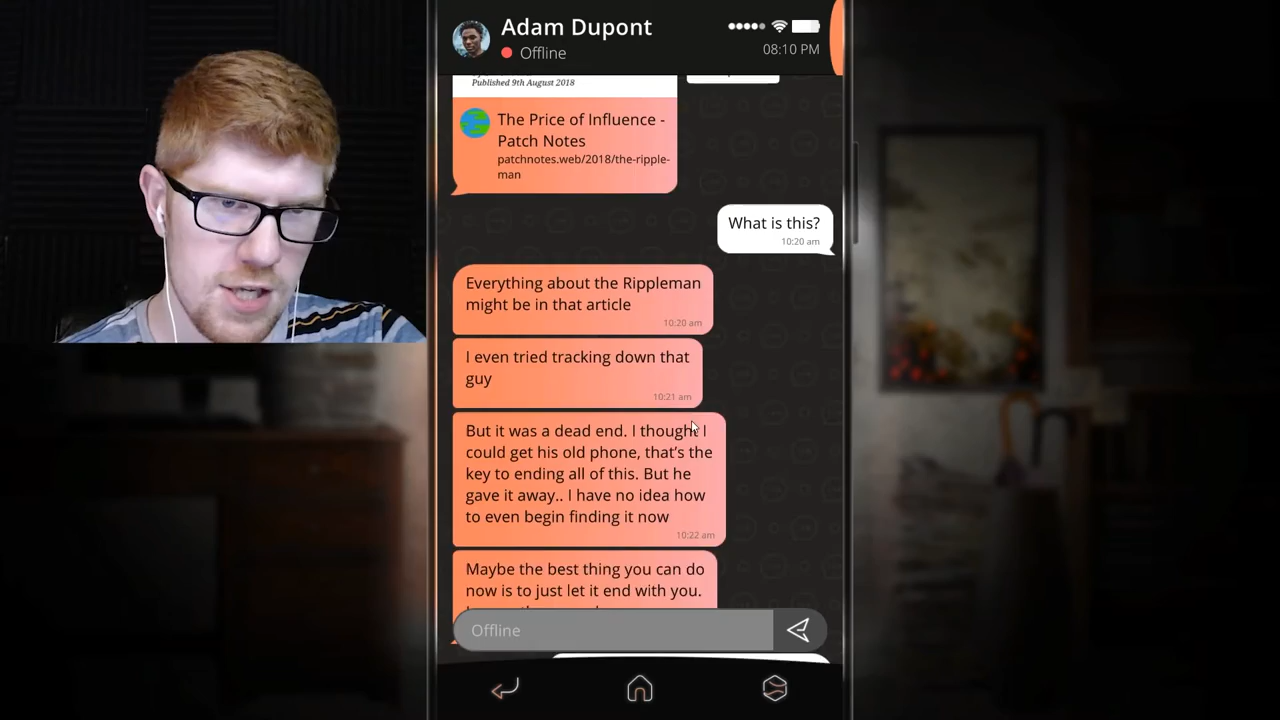 Adam Dupont
Offline
08:10 PM
Published 9th August 2018
The Price of Influence -
Patch Notes
patchnotes.web/2018/the-ripple-
man
What is this?
10:20 am
Everything about the Rippleman
might be in that article
10:20 am
I even tried tracking down that
guy
10:21 am
But it was a dead end. I thought I
could get his old phone, that's the
key to ending all of this. But he
gave it away.. I have no idea how
to even begin finding it now
10:22 am
Maybe the best thing you can do
now is to just let it end with you.
Offline